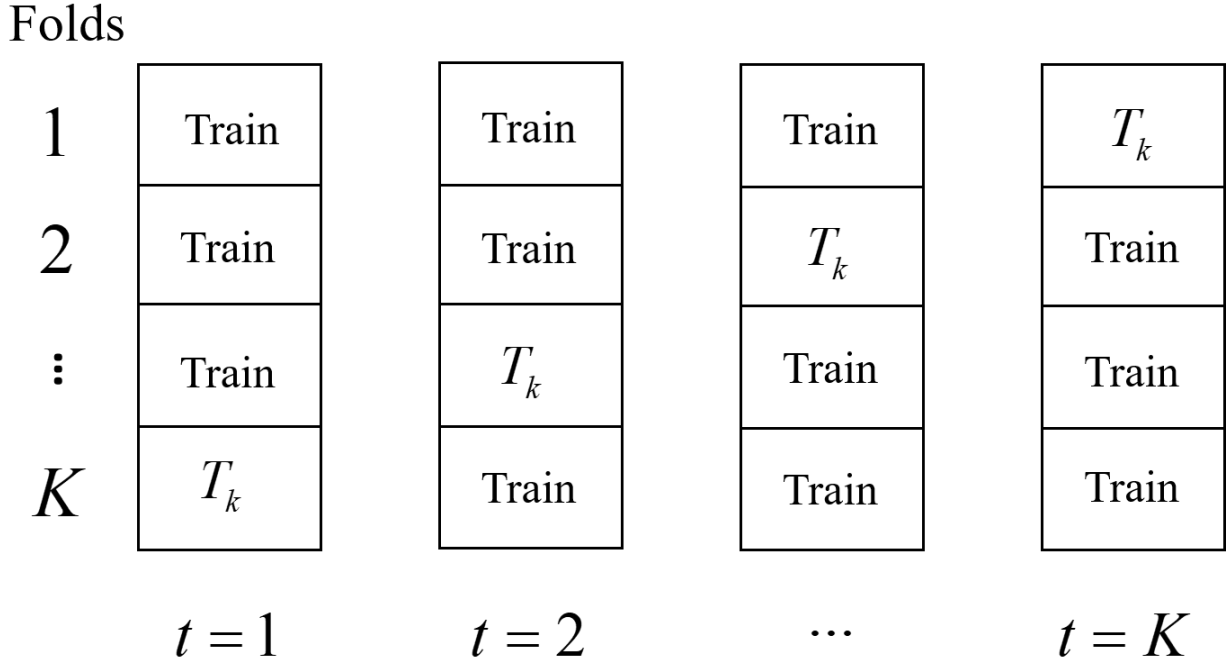 Folds
1 Train Train Train T_k
2 Train Train T_k Train
⋮ Train T_k Train Train
K T_k Train Train Train
t = 1 t = 2 ... t = K